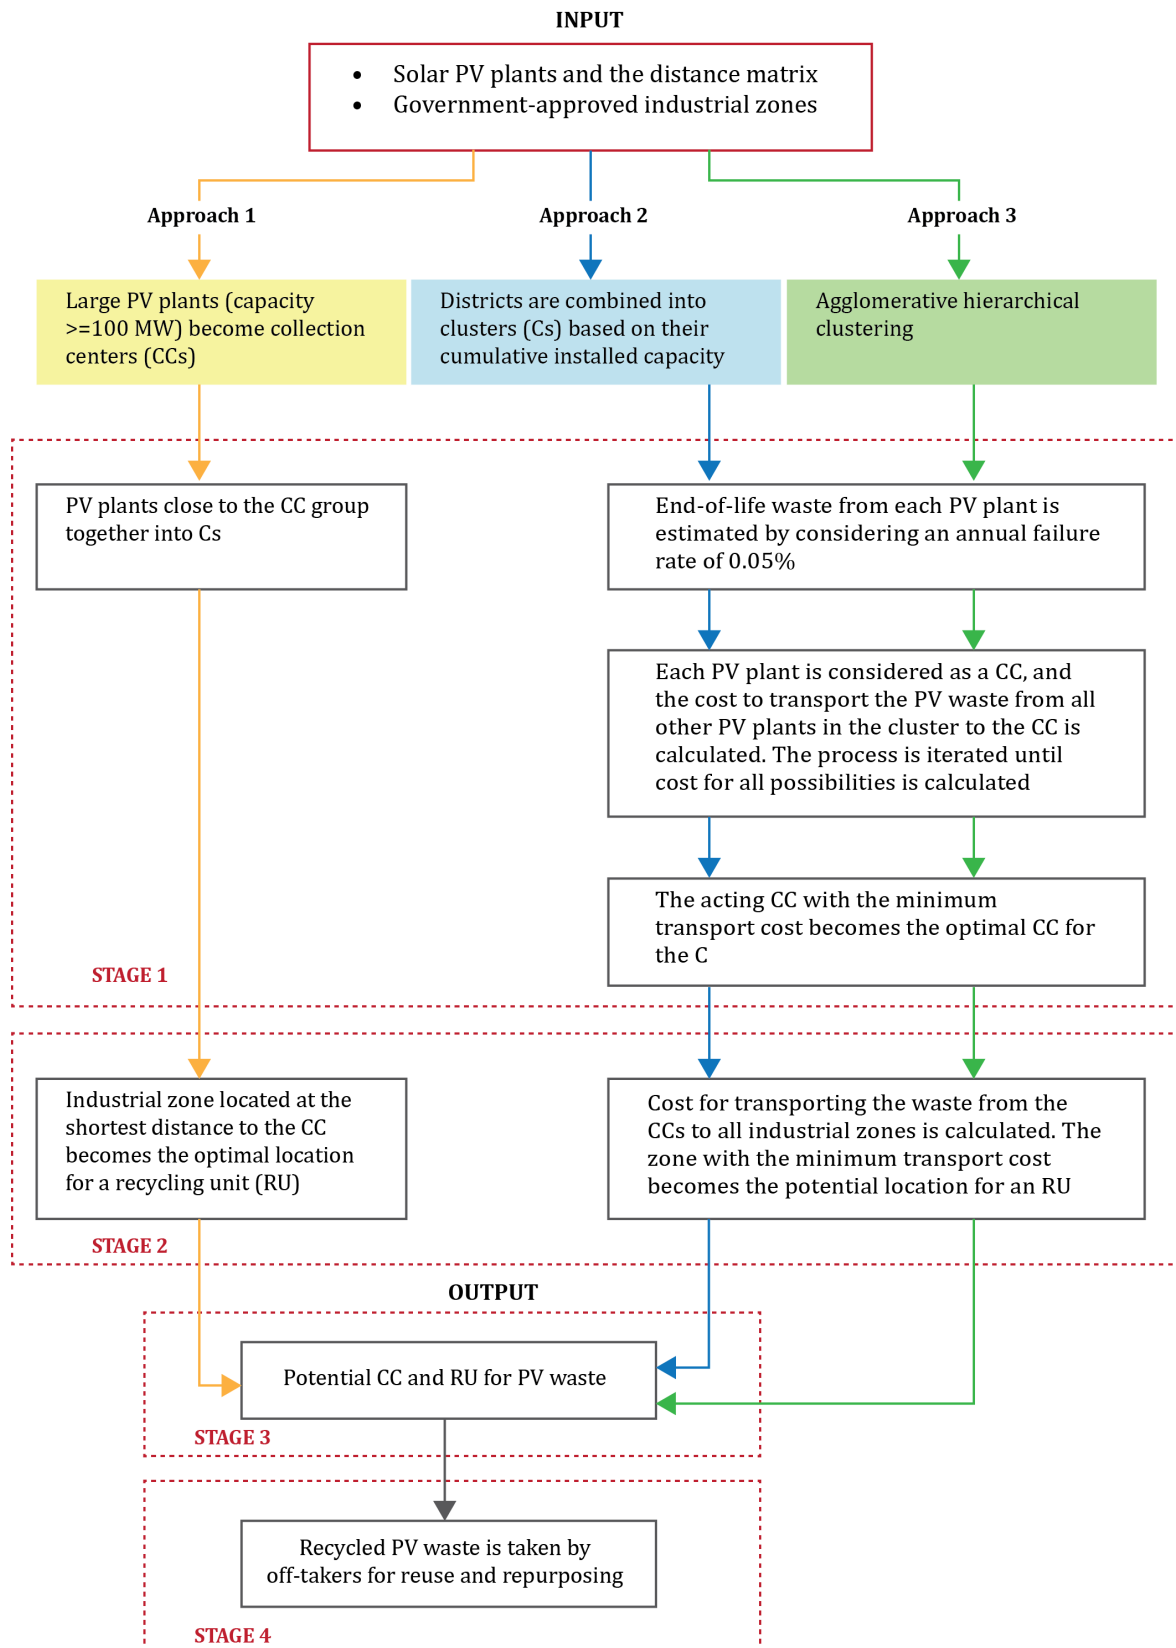 INPUT
• Solar PV plants and the distance matrix
• Government-approved industrial zones
Approach 1
Approach 2
Approach 3
Large PV plants (capacity
>=100 MW) become collection
centers (CCs)
Districts are combined into
clusters (Cs) based on their
cumulative installed capacity
Agglomerative hierarchical
clustering
PV plants close to the CC group
together into Cs
End-of-life waste from each PV plant is
estimated by considering an annual failure
rate of 0.05%
Each PV plant is considered as a CC, and
the cost to transport the PV waste from all
other PV plants in the cluster to the CC is
calculated. The process is iterated until
cost for all possibilities is calculated
The acting CC with the minimum
transport cost becomes the optimal CC for
the C
STAGE 1
Industrial zone located at the
shortest distance to the CC
becomes the optimal location
for a recycling unit (RU)
Cost for transporting the waste from the
CCs to all industrial zones is calculated. The
zone with the minimum transport cost
becomes the potential location for an RU
STAGE 2
OUTPUT
Potential CC and RU for PV waste
STAGE 3
Recycled PV waste is taken by
off-takers for reuse and repurposing
STAGE 4